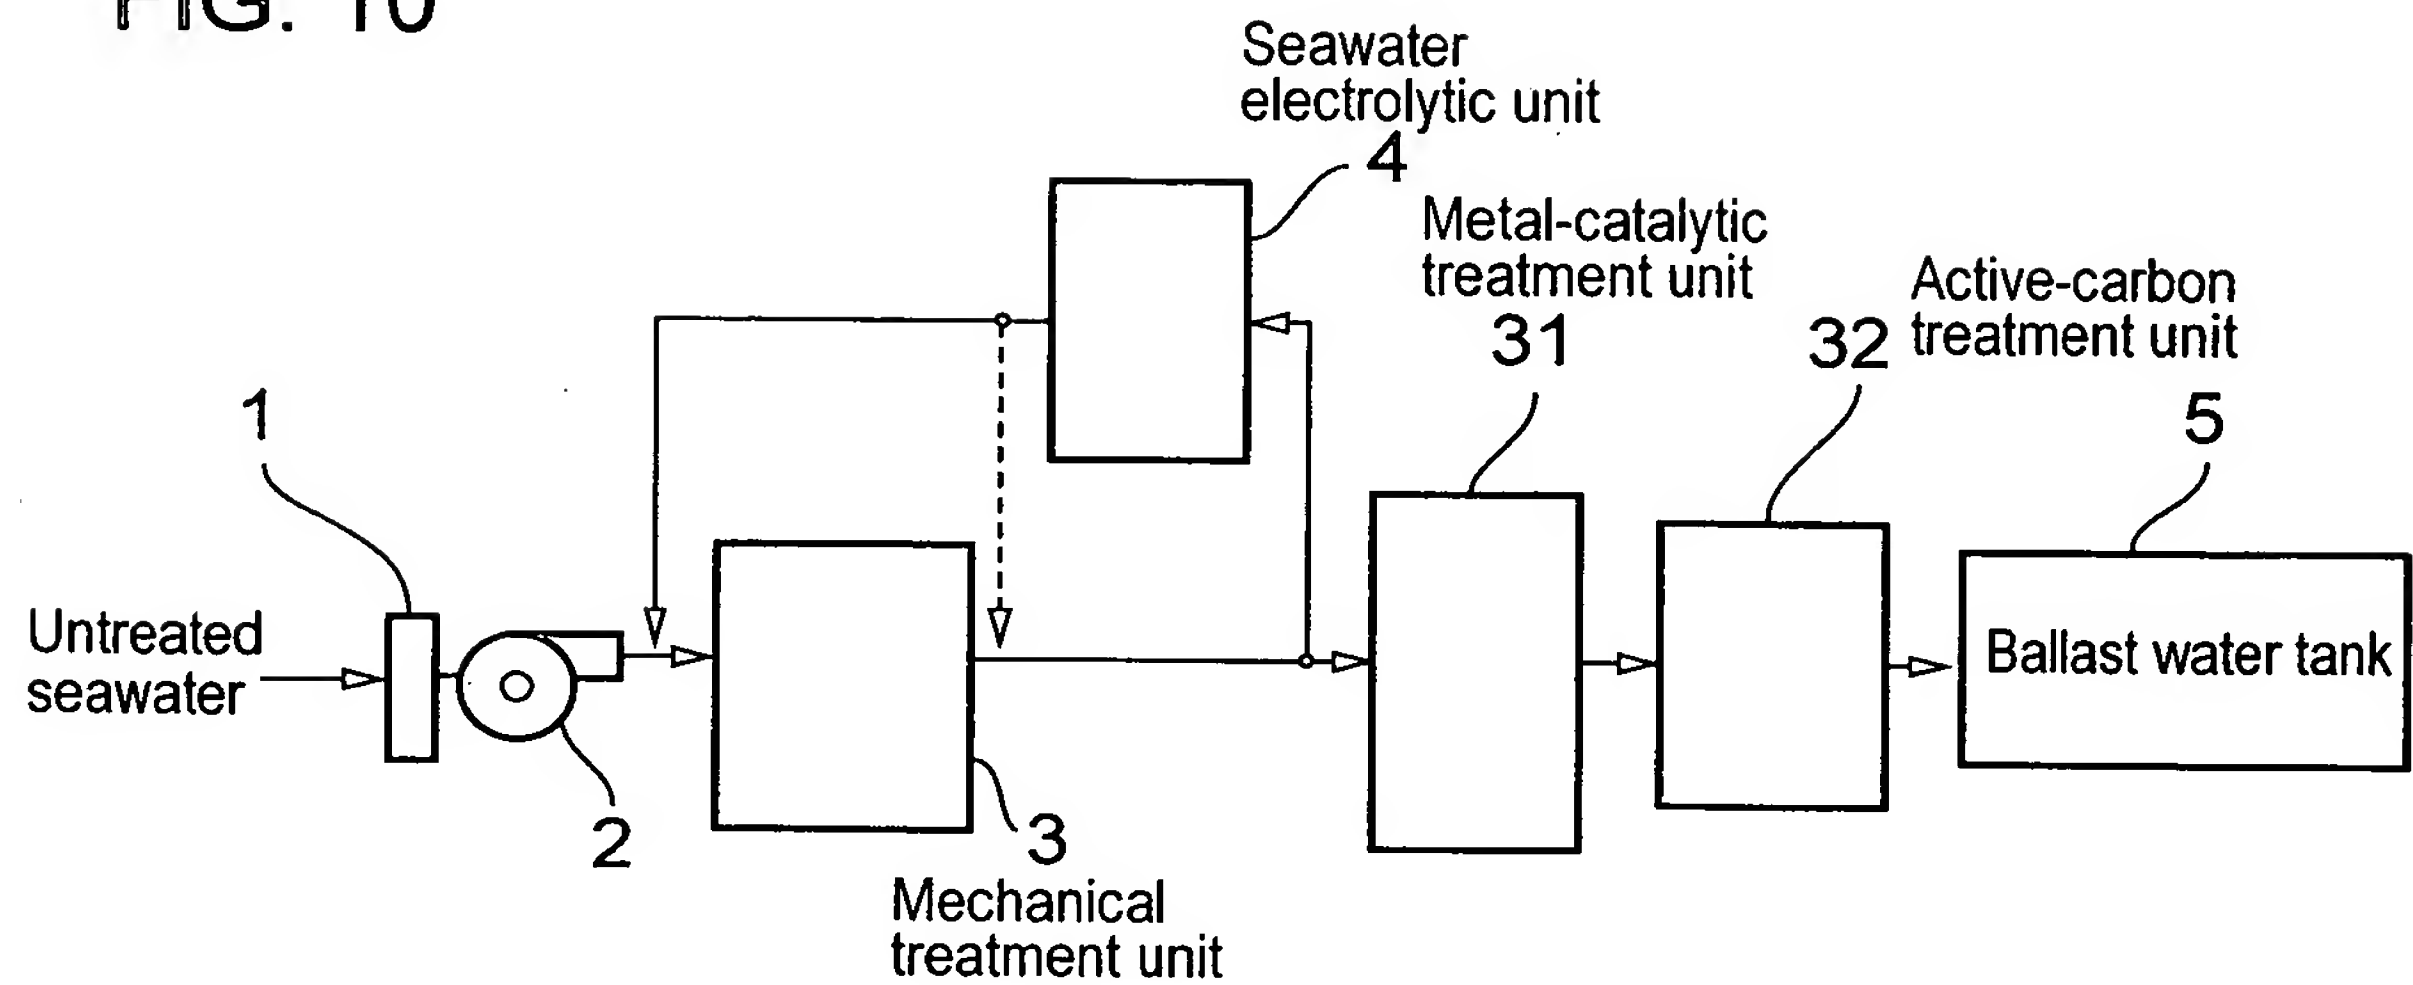 FIG. 10
Seawater
electrolytic unit
4
Metal-catalytic
treatment unit
31
Active-carbon
treatment unit
32
5
1
Untreated
seawater
Ballast water tank
2
3
Mechanical
treatment unit